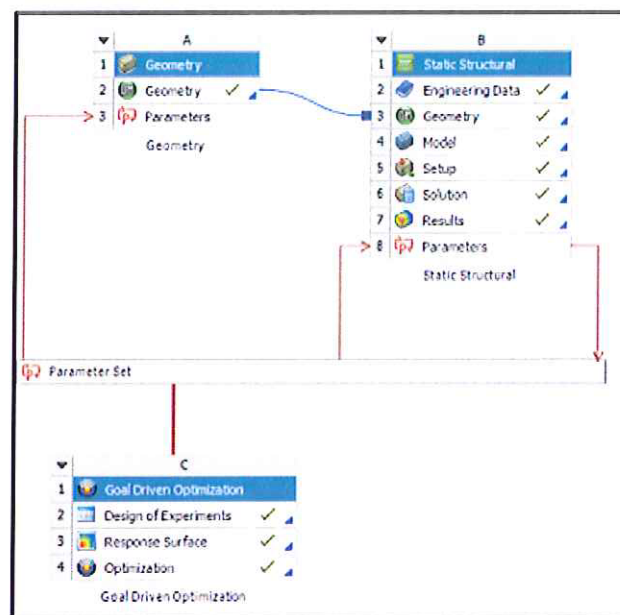 A
1 Geometry
2 Geometry
3 Parameters
Geometry
B
1 Static Structural
2 Engineering Data
3 Geometry
4 Model
5 Setup
6 Solution
7 Results
8 Parameters
Static Structural
Parameter Set
C
1 Goal Driven Optimization
2 Design of Experiments
3 Response Surface
4 Optimization
Goal Driven Optimization